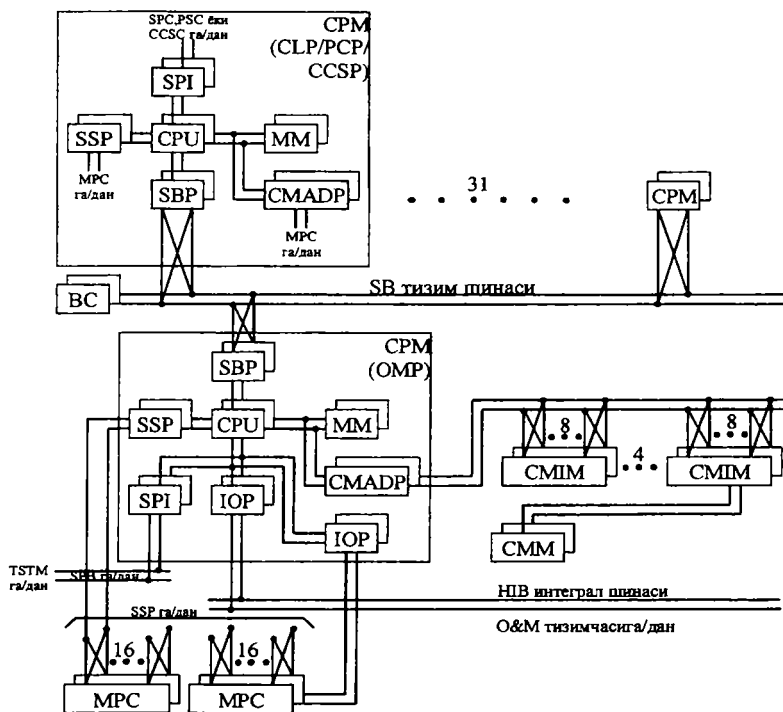 SPC,PSC ёки
CCSC га/дан
CPM
(CLP/PCP/
CCSP)
SPI
SSP
CPU
MM
MPC
га/дан
SBP
CMADP
MPC
га/дан
31
CPM
BC
SB тизим шинаси
SBP
CPM
(OMP)
SSP
CPU
MM
8
8
CMADP
CMIM
4
CMIM
SPI
IOP
IOP
CMM
TSTM
га/дан
SPH га/дан
HIB интеграл шинаси
SSP га/дан
O&M тизимчасига/дан
16
16
MPC
MPC